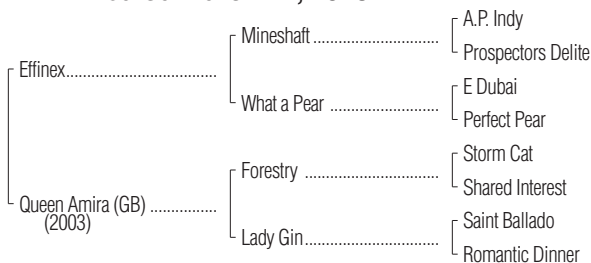 A.P. Indy
Mineshaft
Prospectors Delite
Effinex
E Dubai
What a Pear
Perfect Pear
Storm Cat
Forestry
Shared Interest
Queen Amira (GB)
(2003)
Saint Ballado
Lady Gin
Romantic Dinner